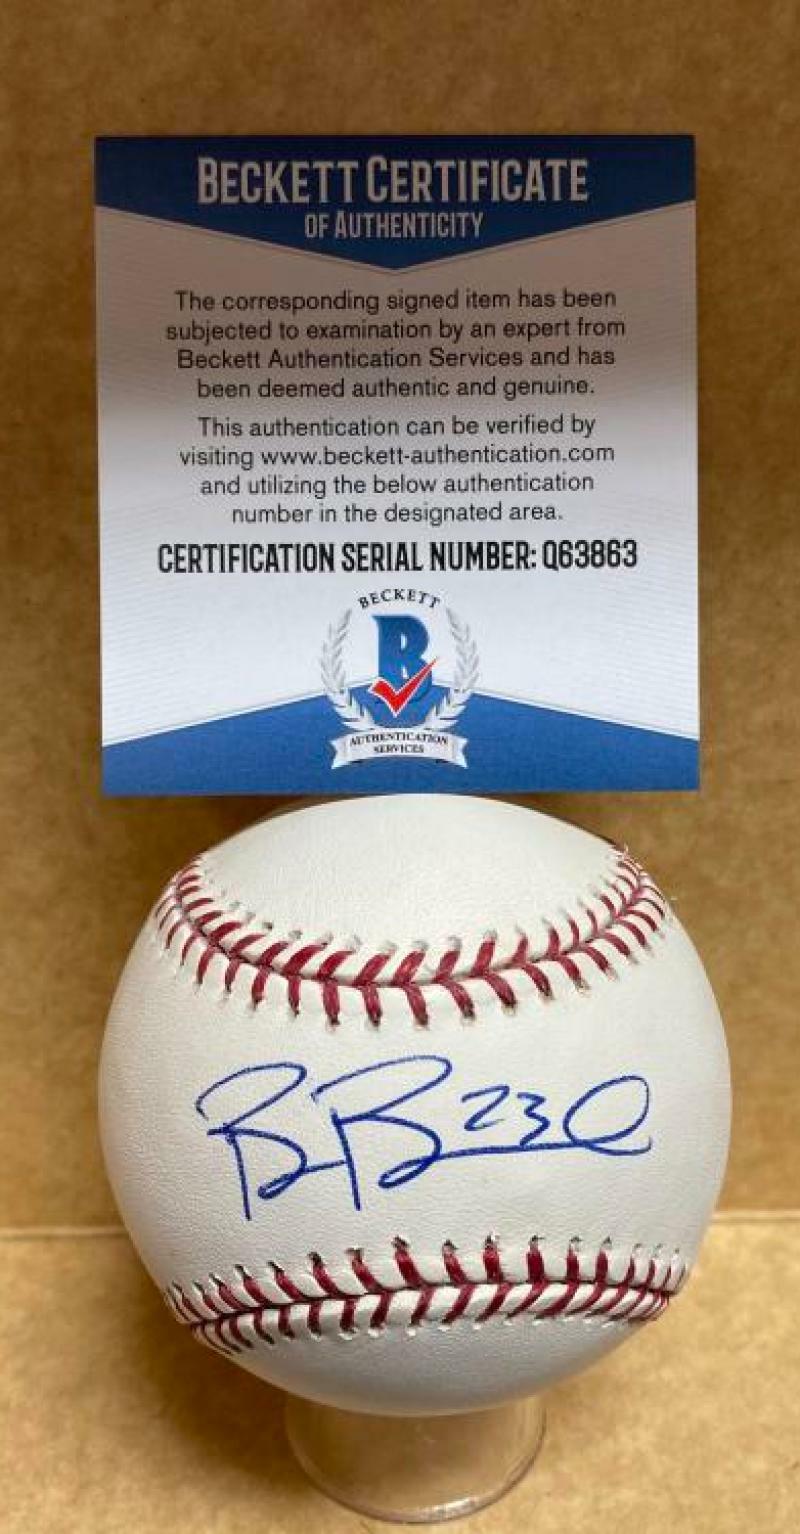 BECKETT CERTIFICATE
OF AUTHENTICITY
The corresponding signed item has been
subjected to examination by an expert from
Beckett Authentication Services and has
been deemed authentic and genuine.
This authentication can be verified by
visiting www.beckett-authentication.com
and utilizing the below authentication
number in the designated area.
CERTIFICATION SERIAL NUMBER: Q63863
BECKETT
B
AUTHENTICATION
SERVICES
23